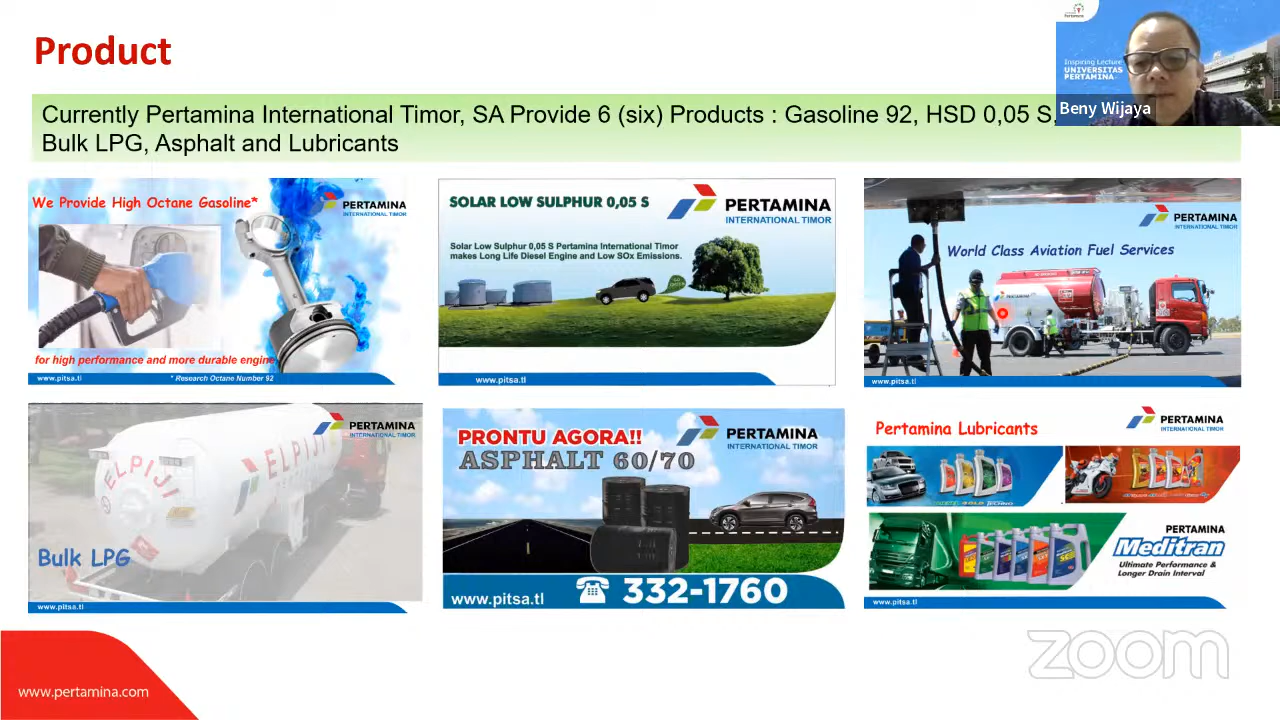 Product
Pertamina
Inspiring Lecture
UNIVERSITAS
PERTAMINA
Beny Wijaya
Currently Pertamina International Timor, SA Provide 6 (six) Products : Gasoline 92, HSD 0,05 S,
Bulk LPG, Asphalt and Lubricants
We Provide High Octane Gasoline*
PERTAMINA
INTERNATIONAL TIMOR
for high performance and more durable engine
www.pitsa.tl
* Research Octane Number 92
SOLAR LOW SULPHUR 0,05 S
PERTAMINA
INTERNATIONAL TIMOR
Solar Low Sulphur 0,05 S Pertamina International Timor
makes Long Life Diesel Engine and Low SOx Emissions.
www.pitsa.tl
PERTAMINA
INTERNATIONAL TIMOR
World Class Aviation Fuel Services
www.pitsa.tl
PERTAMINA
INTERNATIONAL TIMOR
ELPIJI
ELPIJI
Bulk LPG
www.pitsa.tl
PRONTU AGORA!!
ASPHALT 60/70
PERTAMINA
INTERNATIONAL TIMOR
www.pitsa.tl
332-1760
Pertamina Lubricants
PERTAMINA
INTERNATIONAL TIMOR
PERTAMINA
Meditran
Ultimate Performance &
Longer Drain Interval
www.pitsa.tl
zoom
www.pertamina.com